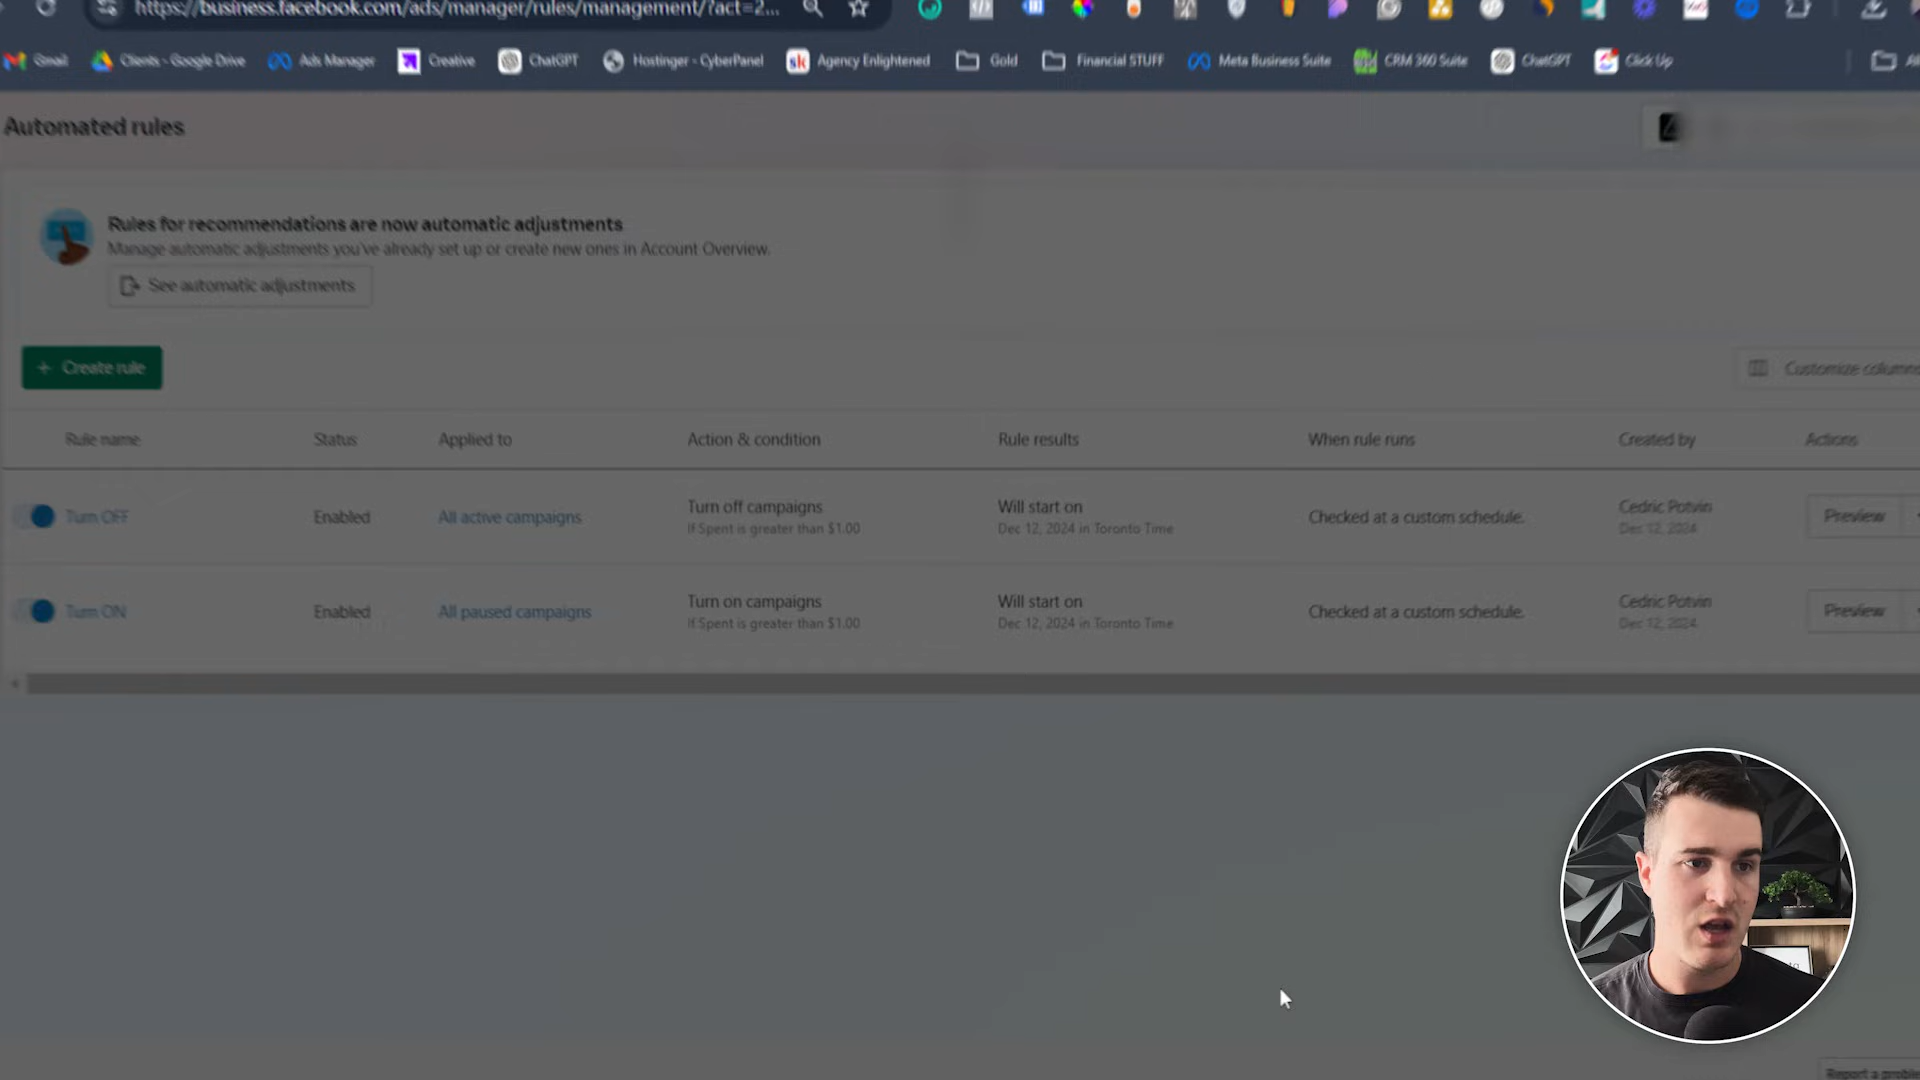 https://business.facebook.com/ads/manager/rules/management/?act=2...
Gmail
Clients - Google Drive
Ads Manager
Creative
ChatGPT
Hostinger - CyberPanel
sk
Agency Enlightened
Gold
Financial STUFF
Meta Business Suite
CRM 360 Suite
ChatGPT
Click Up
Automated rules
Rules for recommendations are now automatic adjustments
Manage automatic adjustments you've already set up or create new ones in Account Overview.
See automatic adjustments
+ Create rule
Customize columns
Rule name Status Applied to Action & condition Rule results When rule runs Created by Actions
Turn OFF Enabled All active campaigns Turn off campaigns Will start on Checked at a custom schedule. Cedric Potvin Preview
If Spent is greater than $1.00 Dec 12, 2024 in Toronto Time Dec 12, 2024
Turn ON Enabled All paused campaigns Turn on campaigns Will start on Checked at a custom schedule. Cedric Potvin Preview
If Spent is greater than $1.00 Dec 12, 2024 in Toronto Time Dec 12, 2024
Report a proble